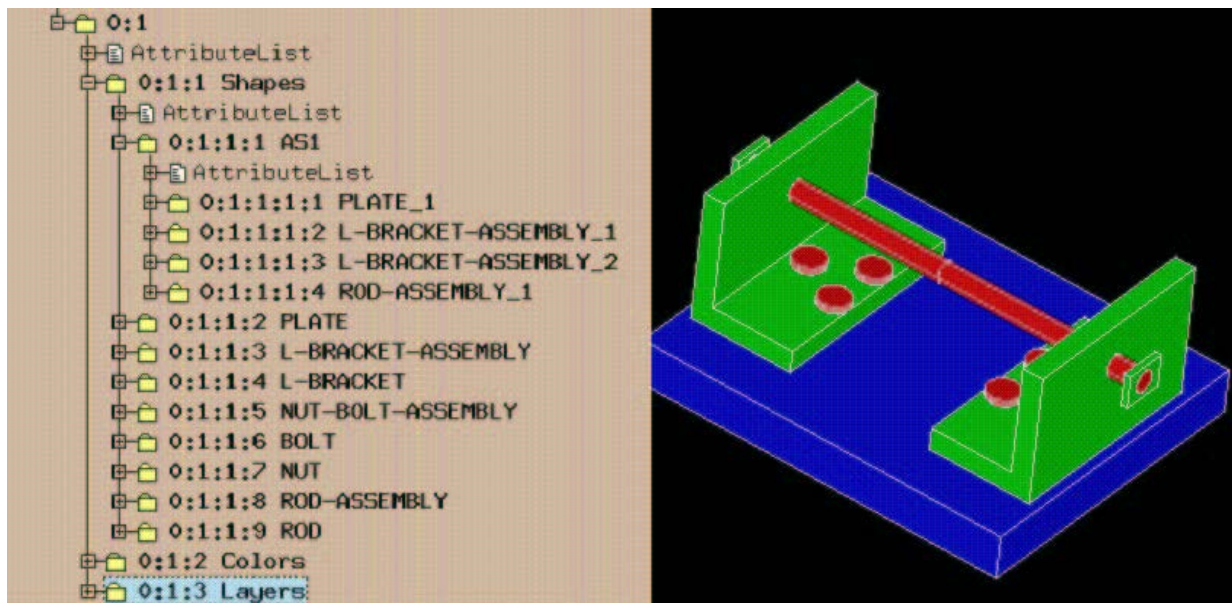 0:1
AttributeList
0:1:1 Shapes
AttributeList
0:1:1:1 AS1
AttributeList
0:1:1:1:1 PLATE_1
0:1:1:1:2 L-BRACKET-ASSEMBLY_1
0:1:1:1:3 L-BRACKET-ASSEMBLY_2
0:1:1:1:4 ROD-ASSEMBLY_1
0:1:1:2 PLATE
0:1:1:3 L-BRACKET-ASSEMBLY
0:1:1:4 L-BRACKET
0:1:1:5 NUT-BOLT-ASSEMBLY
0:1:1:6 BOLT
0:1:1:7 NUT
0:1:1:8 ROD-ASSEMBLY
0:1:1:9 ROD
0:1:2 Colors
0:1:3 Layers